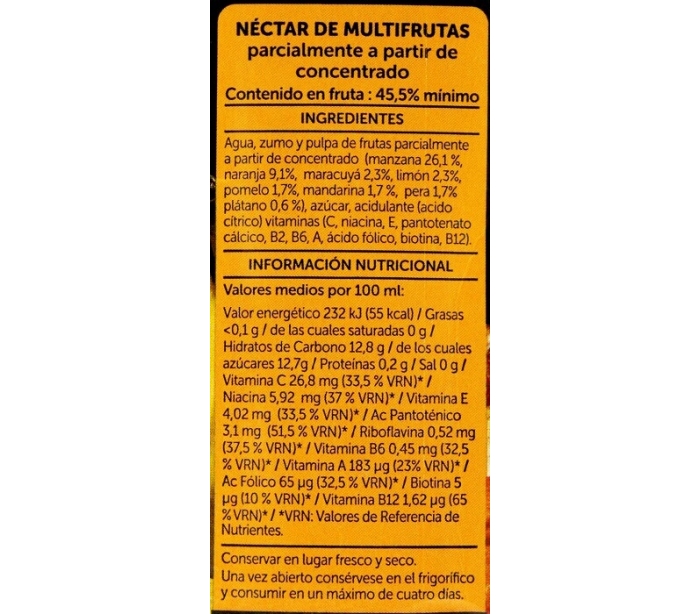 NÉCTAR DE MULTIFRUTAS
parcialmente a partir de
concentrado
Contenido en fruta : 45,5% mínimo
INGREDIENTES
Agua, zumo y pulpa de frutas parcialmente
a partir de concentrado (manzana 26,1 %,
naranja 9,1%, maracuyá 2,3%, limón 2,3%,
pomelo 1,7%, mandarina 1,7 %, pera 1,7%
plátano 0,6 %), azúcar, acidulante (acido
cítrico) vitaminas (C, niacina, E, pantotenato
cálcico, B2, B6, A, ácido fólico, biotina, B12).
INFORMACIÓN NUTRICIONAL
Valores medios por 100 ml:
Valor energético 232 kJ (55 kcal) / Grasas
<0,1 g / de las cuales saturadas 0 g /
Hidratos de Carbono 12,8 g / de los cuales
azúcares 12,7g / Proteínas 0,2 g / Sal 0 g /
Vitamina C 26,8 mg (33,5 % VRN)* /
Niacina 5,92 mg (37 % VRN)* / Vitamina E
4,02 mg (33,5 % VRN)* / Ac Pantoténico
3,1 mg (51,5 % VRN)* / Riboflavina 0,52 mg
(37,5 % VRN)* / Vitamina B6 0,45 mg (32,5
% VRN)* / Vitamina A 183 µg (23% VRN)* /
Ac Fólico 65 µg (32,5 % VRN)* / Biotina 5
µg (10 % VRN)* / Vitamina B12 1,62 µg (65
% VRN)* / *VRN: Valores de Referencia de
Nutrientes.
Conservar en lugar fresco y seco.
Una vez abierto consérvese en el frigorífico
y consumir en un máximo de cuatro días.